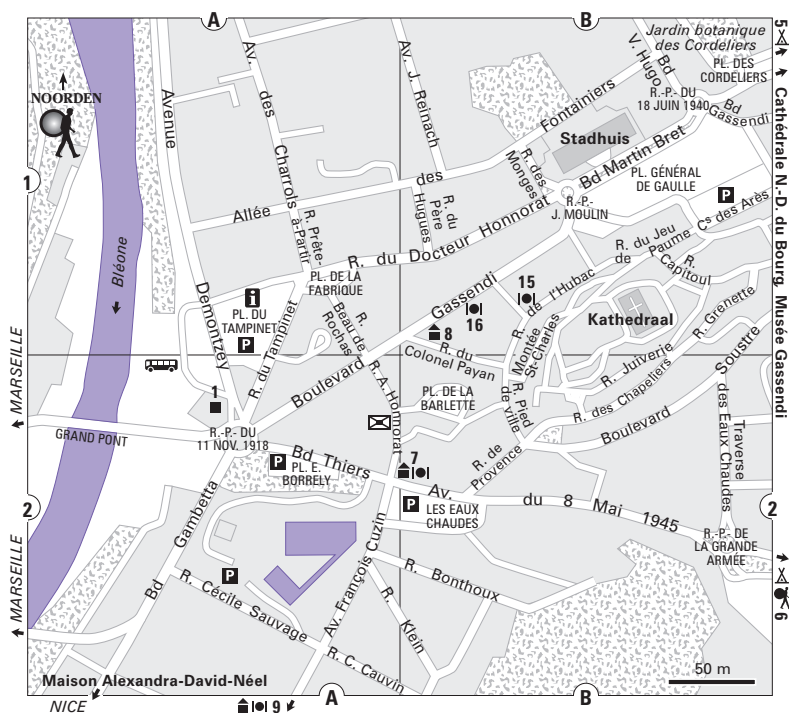 A
B
5
Jardin botanique
des Cordeliers
PL. DES
CORDELIERS
Bd
V. Hugo
R.-P.- DU
18 JUIN 1940
Bd
Gassendi
NOORDEN
Avenue
Demontzey
Av. des Charrols
Av. J. Reinach
Allée des Fontainiers
Stadhuis
Bd Martin Bret
R. des
Monges
PL. GÉNÉRAL
DE GAULLE
P
R.-P.-
J. MOULIN
Cs des Arès
1
R. Prête-
à-Partir
R. du
Père
Hugues
R. du Docteur Honnorat
R. du Jeu
de Paume
R.
Capitoul
Cathédrale N.-D. du Bourg, Musée Gassendi
Bléone
PL. DE LA
FABRIQUE
i
PL. DU
TAMPINET
P
R. du Tampinet
R.
Beau de
Rochas
Boulevard Gassendi
8
16
15
Montée
St-Charles
R. de l'Hubac
Kathedraal
R. Grenette
R. Juiverie
R. des Chapeliers
Boulevard Soustre
MARSEILLE
R. du
Colonel Payan
R. A. Honnorat
PL. DE LA
BARLETTE
R. Pied
de ville
1
GRAND PONT
R.-P.- DU
11 NOV. 1918
Traverse
des Eaux Chaudes
Bd Thiers
P
PL. E.
BORRELY
7
R. de
Provence
Av. du 8 Mai 1945
P
LES EAUX
CHAUDES
2
2
R.-P.- DE
LA GRANDE
ARMÉE
MARSEILLE
Bd Gambetta
P
R. Cécile Sauvage
Av. François Cuzin
R. Bonthoux
R. Klein
R. C. Cauvin
6
50 m
Maison Alexandra-David-Néel
NICE
9
A
B